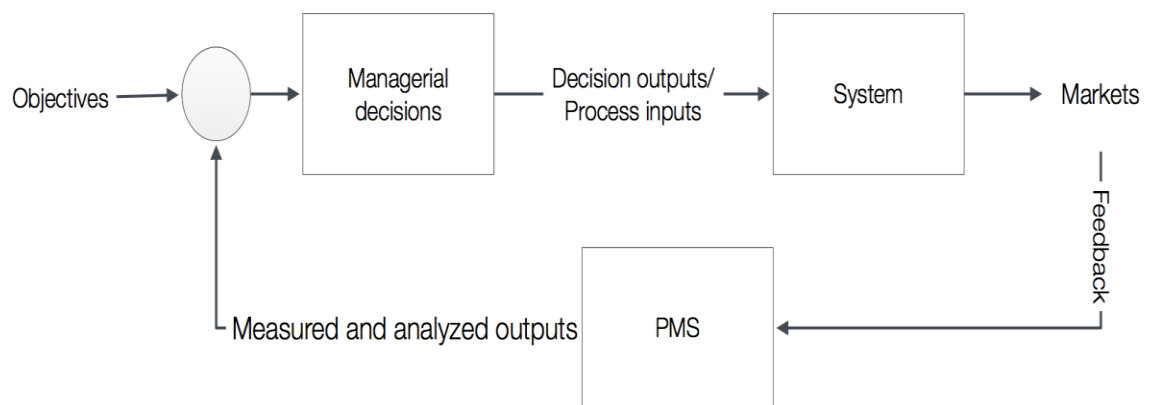 Objectives
Managerial
decisions
Decision outputs/
Process inputs
System
Markets
Feedback
PMS
Measured and analyzed outputs